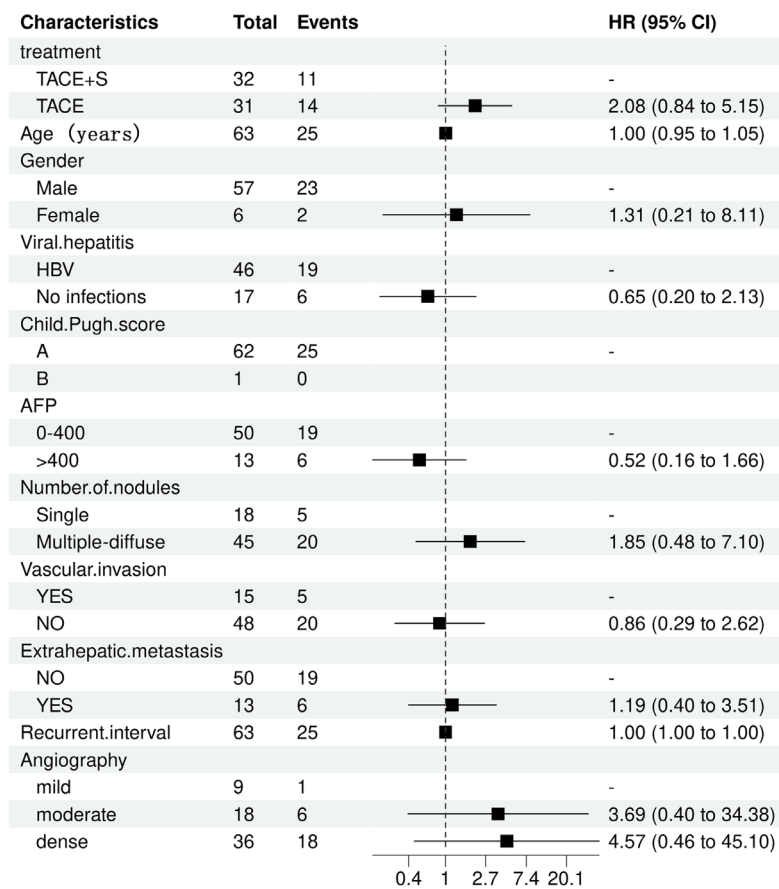 Characteristics Total Events HR (95% CI)
treatment
TACE+S 32 11 -
TACE 31 14 2.08 (0.84 to 5.15)
Age (years) 63 25 1.00 (0.95 to 1.05)
Gender
Male 57 23 -
Female 6 2 1.31 (0.21 to 8.11)
Viral.hepatitis
HBV 46 19 -
No infections 17 6 0.65 (0.20 to 2.13)
Child.Pugh.score
A 62 25 -
B 1 0
AFP
0-400 50 19 -
>400 13 6 0.52 (0.16 to 1.66)
Number.of.nodules
Single 18 5 -
Multiple-diffuse 45 20 1.85 (0.48 to 7.10)
Vascular.invasion
YES 15 5 -
NO 48 20 0.86 (0.29 to 2.62)
Extrahepatic.metastasis
NO 50 19 -
YES 13 6 1.19 (0.40 to 3.51)
Recurrent.interval 63 25 1.00 (1.00 to 1.00)
Angiography
mild 9 1 -
moderate 18 6 3.69 (0.40 to 34.38)
dense 36 18 4.57 (0.46 to 45.10)
0.4 1 2.7 7.4 20.1